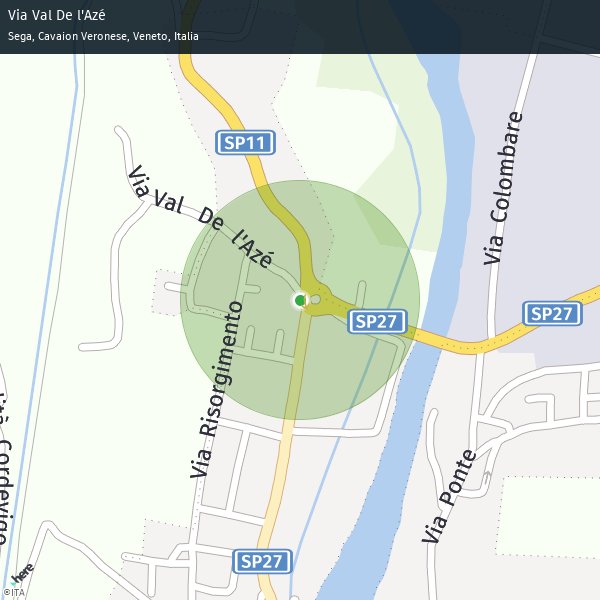 Via Val De l'Azé
Sega, Cavaion Veronese, Veneto, Italia
SP11
Via Val De l'Azé
Via Colombare
SP27
SP27
Via Risorgimento
Cordevigo
Via Ponte
SP27
here
©ITA